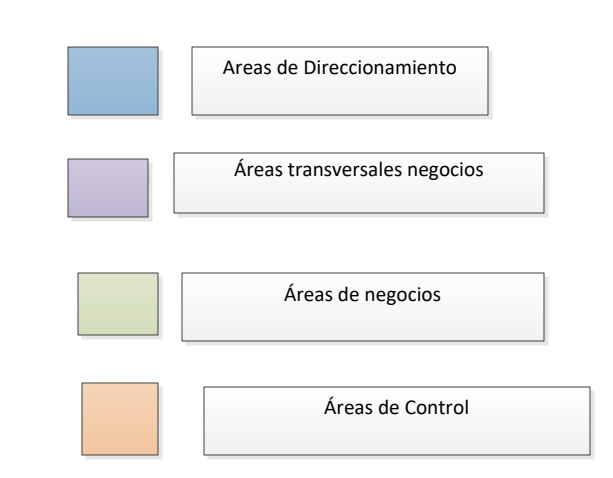 Areas de Direccionamiento
Áreas transversales negocios
Áreas de negocios
Áreas de Control